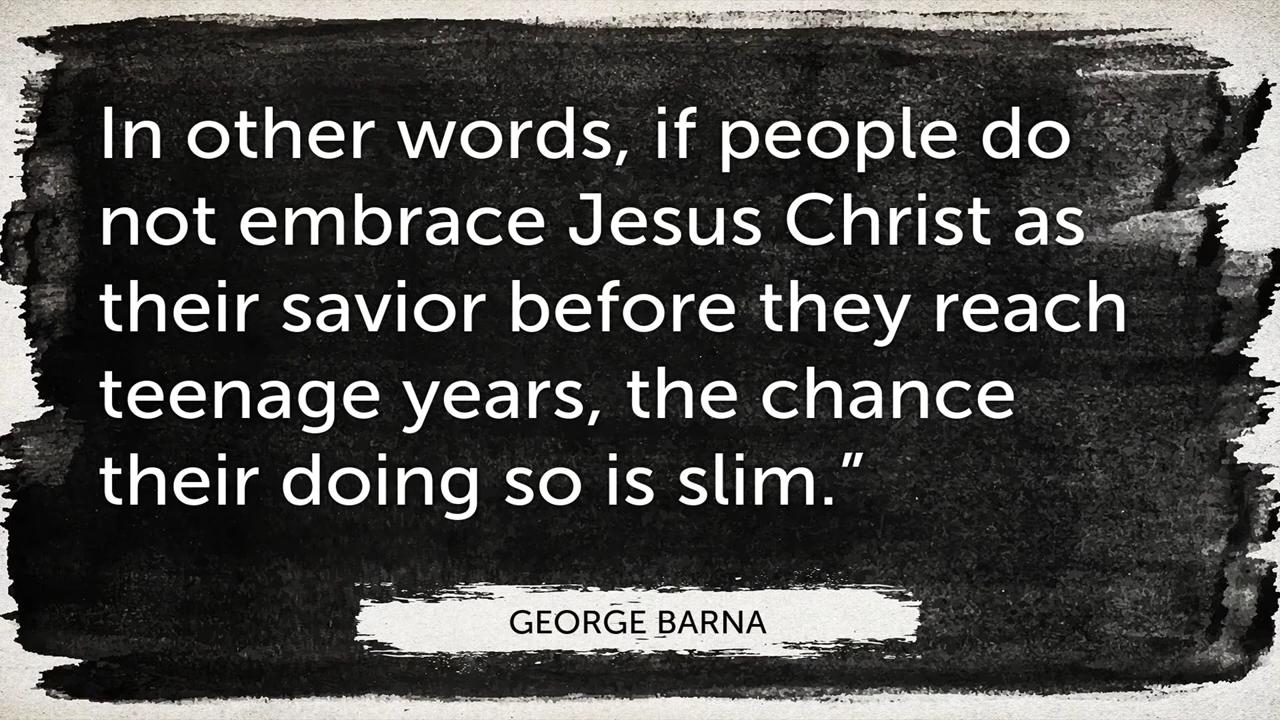 In other words, if people do
not embrace Jesus Christ as
their savior before they reach
teenage years, the chance
their doing so is slim.”
GEORGE BARNA